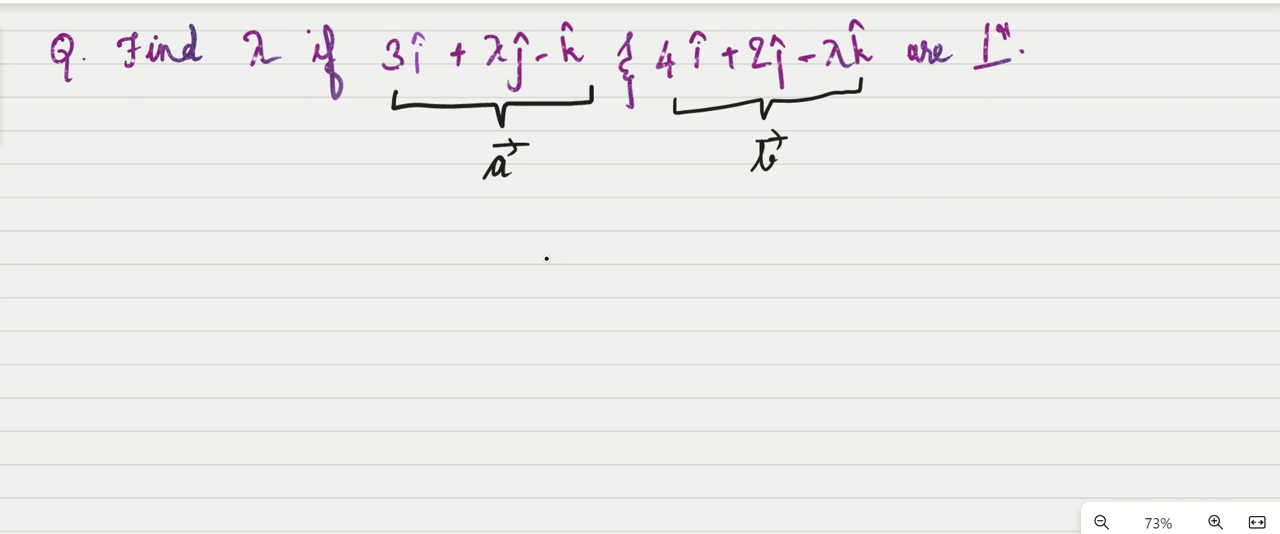 Q. Find λ if 3î + λĵ - k̂ & 4î + 2ĵ - λk̂ are ⊥ʳ.
a⃗ b⃗
73%